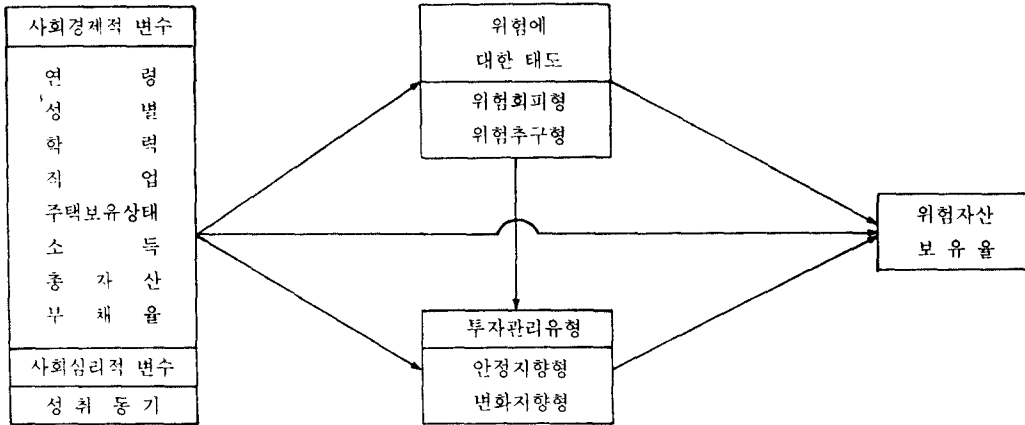 사회경제적 변수
연 령
성 별
학 력
직 업
주택보유상태
소 득
총 자 산
부 채 율
사회심리적 변수
성 취 동 기
위험에
대한 태도
위험회피형
위험추구형
투자관리유형
안정지향형
변화지향형
위험자산
보 유 율